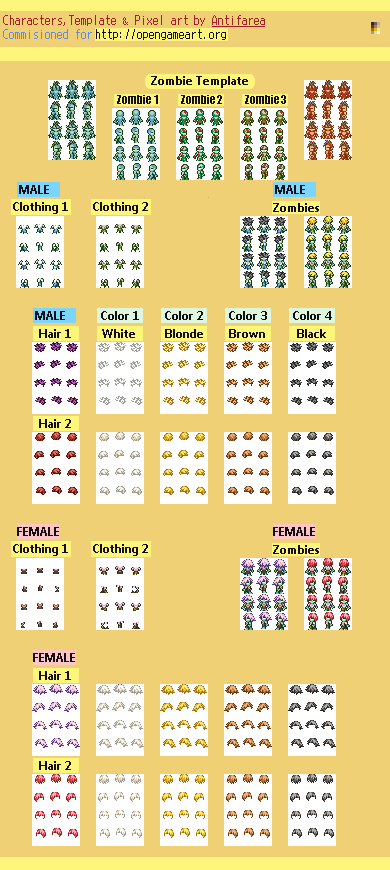 Characters,Template & Pixel art by Antifarea
Commisioned for http://opengameart.org
Zombie Template
Zombie 1 Zombie 2 Zombie 3
MALE MALE
Clothing 1 Clothing 2 Zombies
MALE Color 1 Color 2 Color 3 Color 4
Hair 1 White Blonde Brown Black
Hair 2
FEMALE FEMALE
Clothing 1 Clothing 2 Zombies
FEMALE
Hair 1
Hair 2